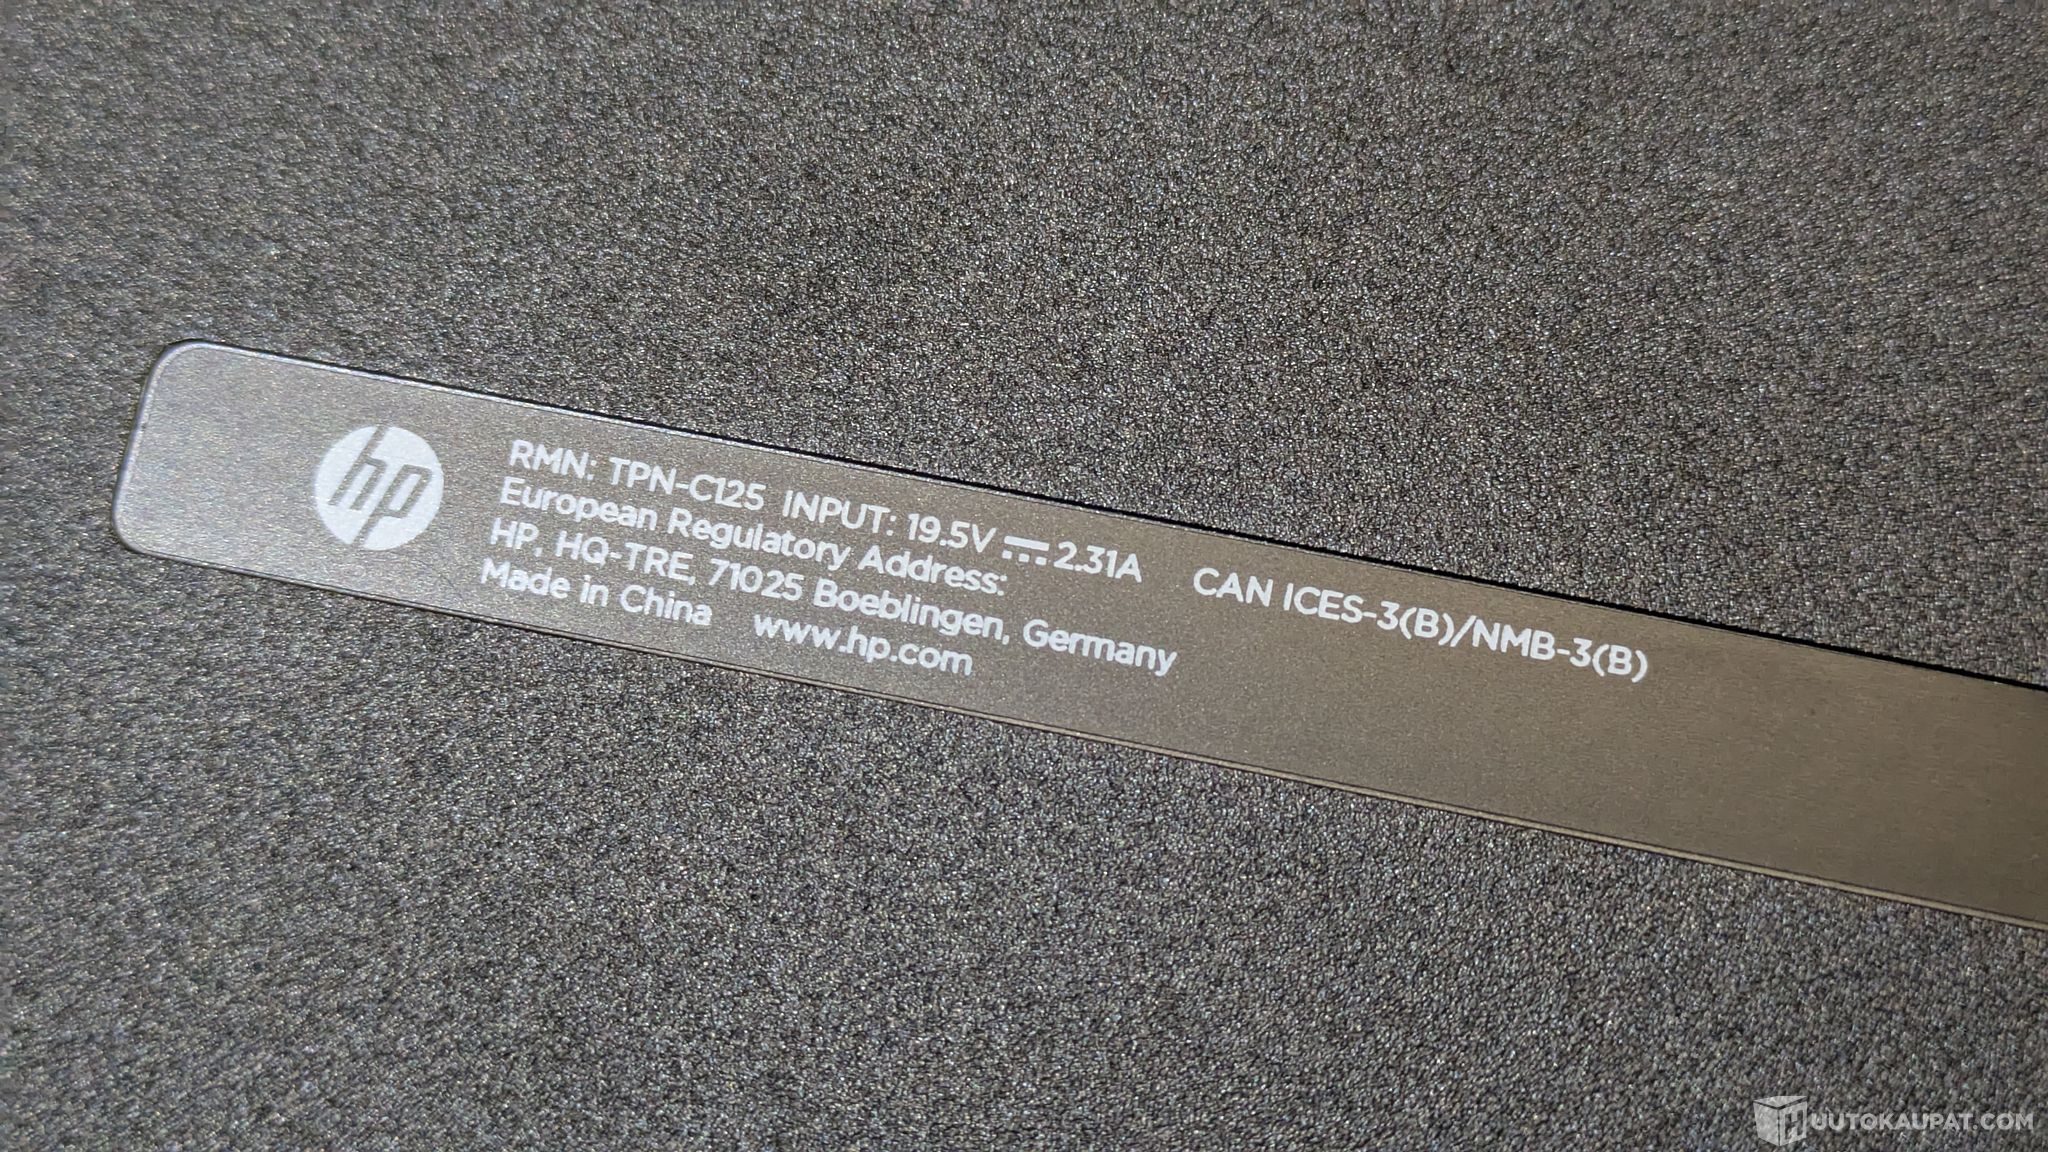 hp
RMN: TPN-C125 INPUT: 19.5V ⎓ 2.31A CAN ICES-3(B)/NMB-3(B)
European Regulatory Address:
HP, HQ-TRE, 71025 Boeblingen, Germany
Made in China www.hp.com
HUUTOKAUPAT.COM